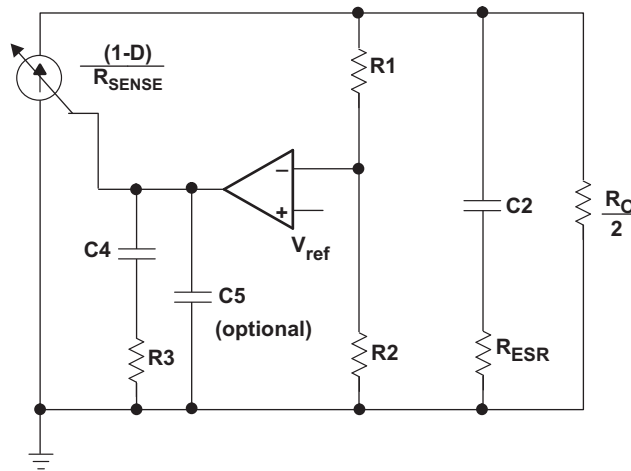 (1-D)
R_SENSE
R1
−
+
V_ref
C4
C5
(optional)
R3
R2
C2
R_ESR
R_O
2